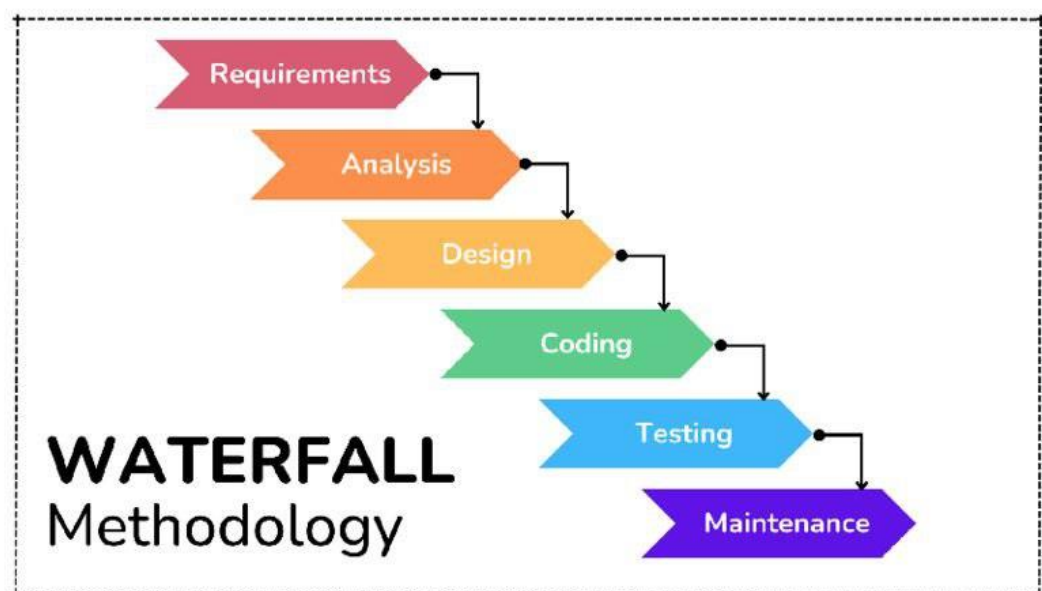 Requirements
Analysis
Design
Coding
Testing
Maintenance
WATERFALL
Methodology